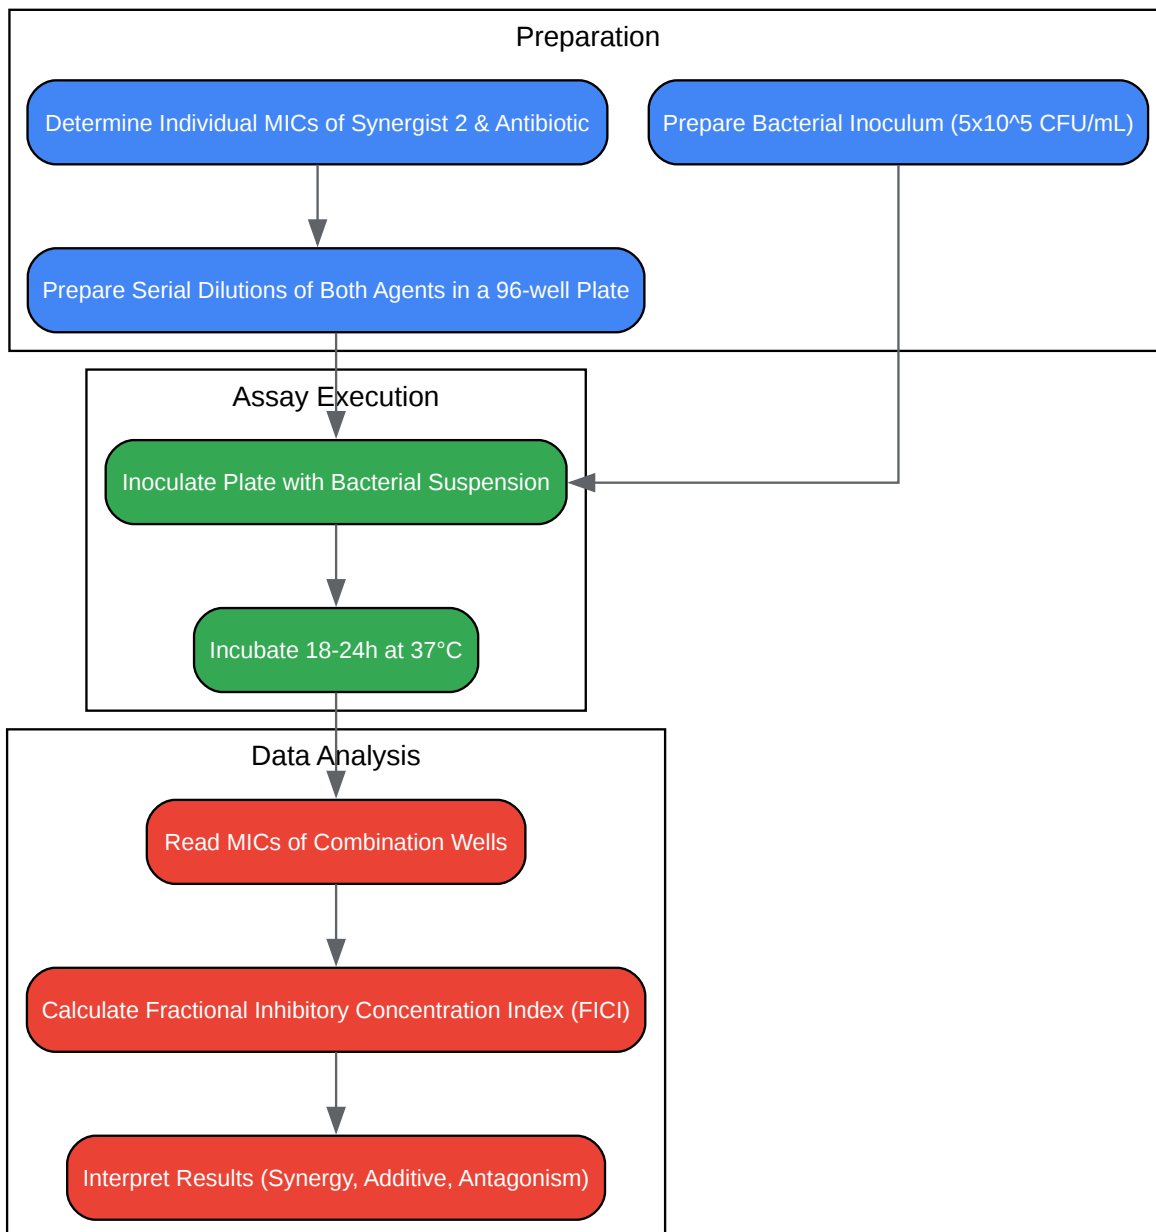 Preparation
Determine Individual MICs of Synergist 2 & Antibiotic
Prepare Bacterial Inoculum (5x10^5 CFU/mL)
Prepare Serial Dilutions of Both Agents in a 96-well Plate
Assay Execution
Inoculate Plate with Bacterial Suspension
Incubate 18-24h at 37°C
Data Analysis
Read MICs of Combination Wells
Calculate Fractional Inhibitory Concentration Index (FICI)
Interpret Results (Synergy, Additive, Antagonism)